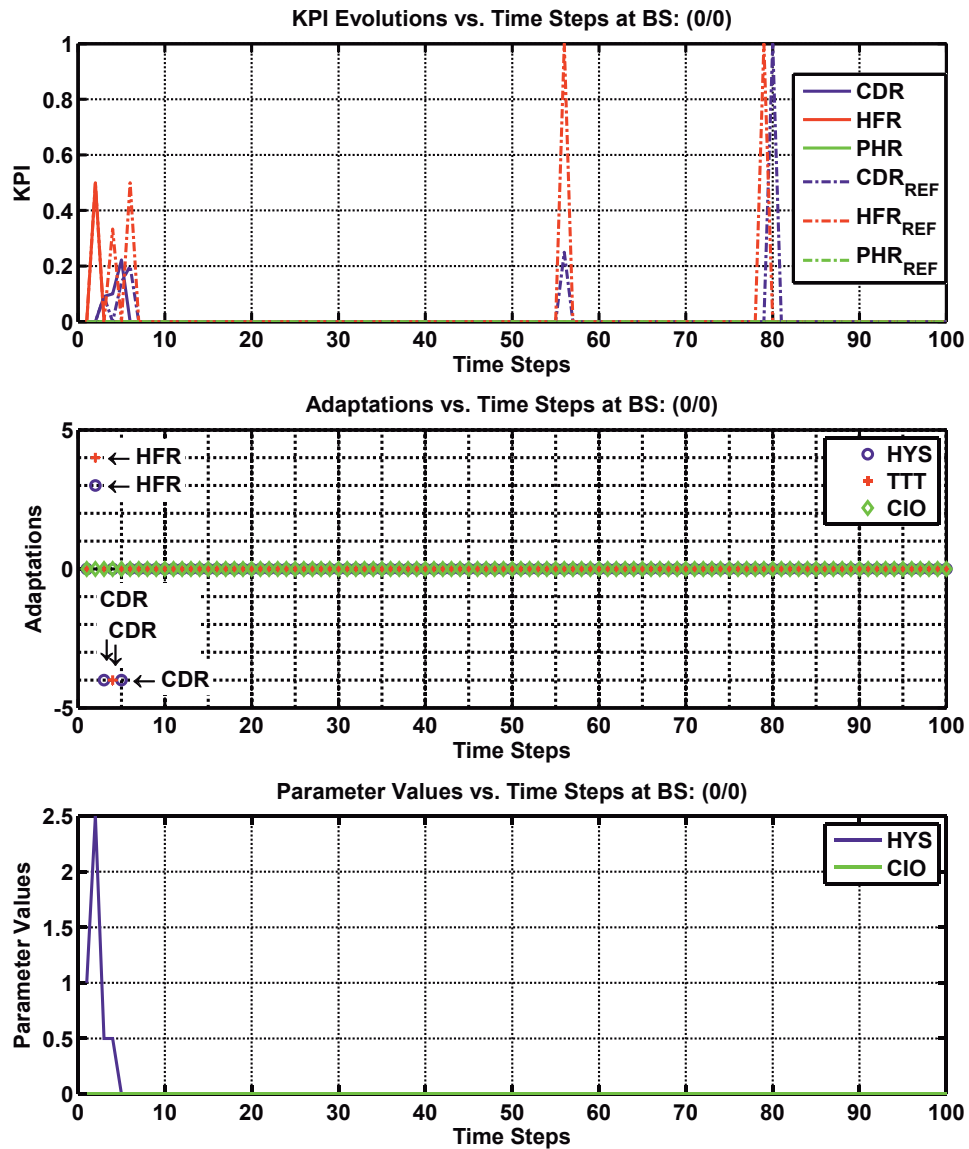 KPI Evolutions vs. Time Steps at BS: (0/0)
1
0.8
0.6
0.4
0.2
0
KPI
0 10 20 30 40 50 60 70 80 90 100
Time Steps
CDR
HFR
PHR
CDR_REF
HFR_REF
PHR_REF
Adaptations vs. Time Steps at BS: (0/0)
5
0
-5
Adaptations
← HFR
← HFR
CDR
CDR
↓↓
← CDR
HYS
TTT
CIO
0 10 20 30 40 50 60 70 80 90 100
Time Steps
Parameter Values vs. Time Steps at BS: (0/0)
2.5
2
1.5
1
0.5
0
Parameter Values
HYS
CIO
0 10 20 30 40 50 60 70 80 90 100
Time Steps